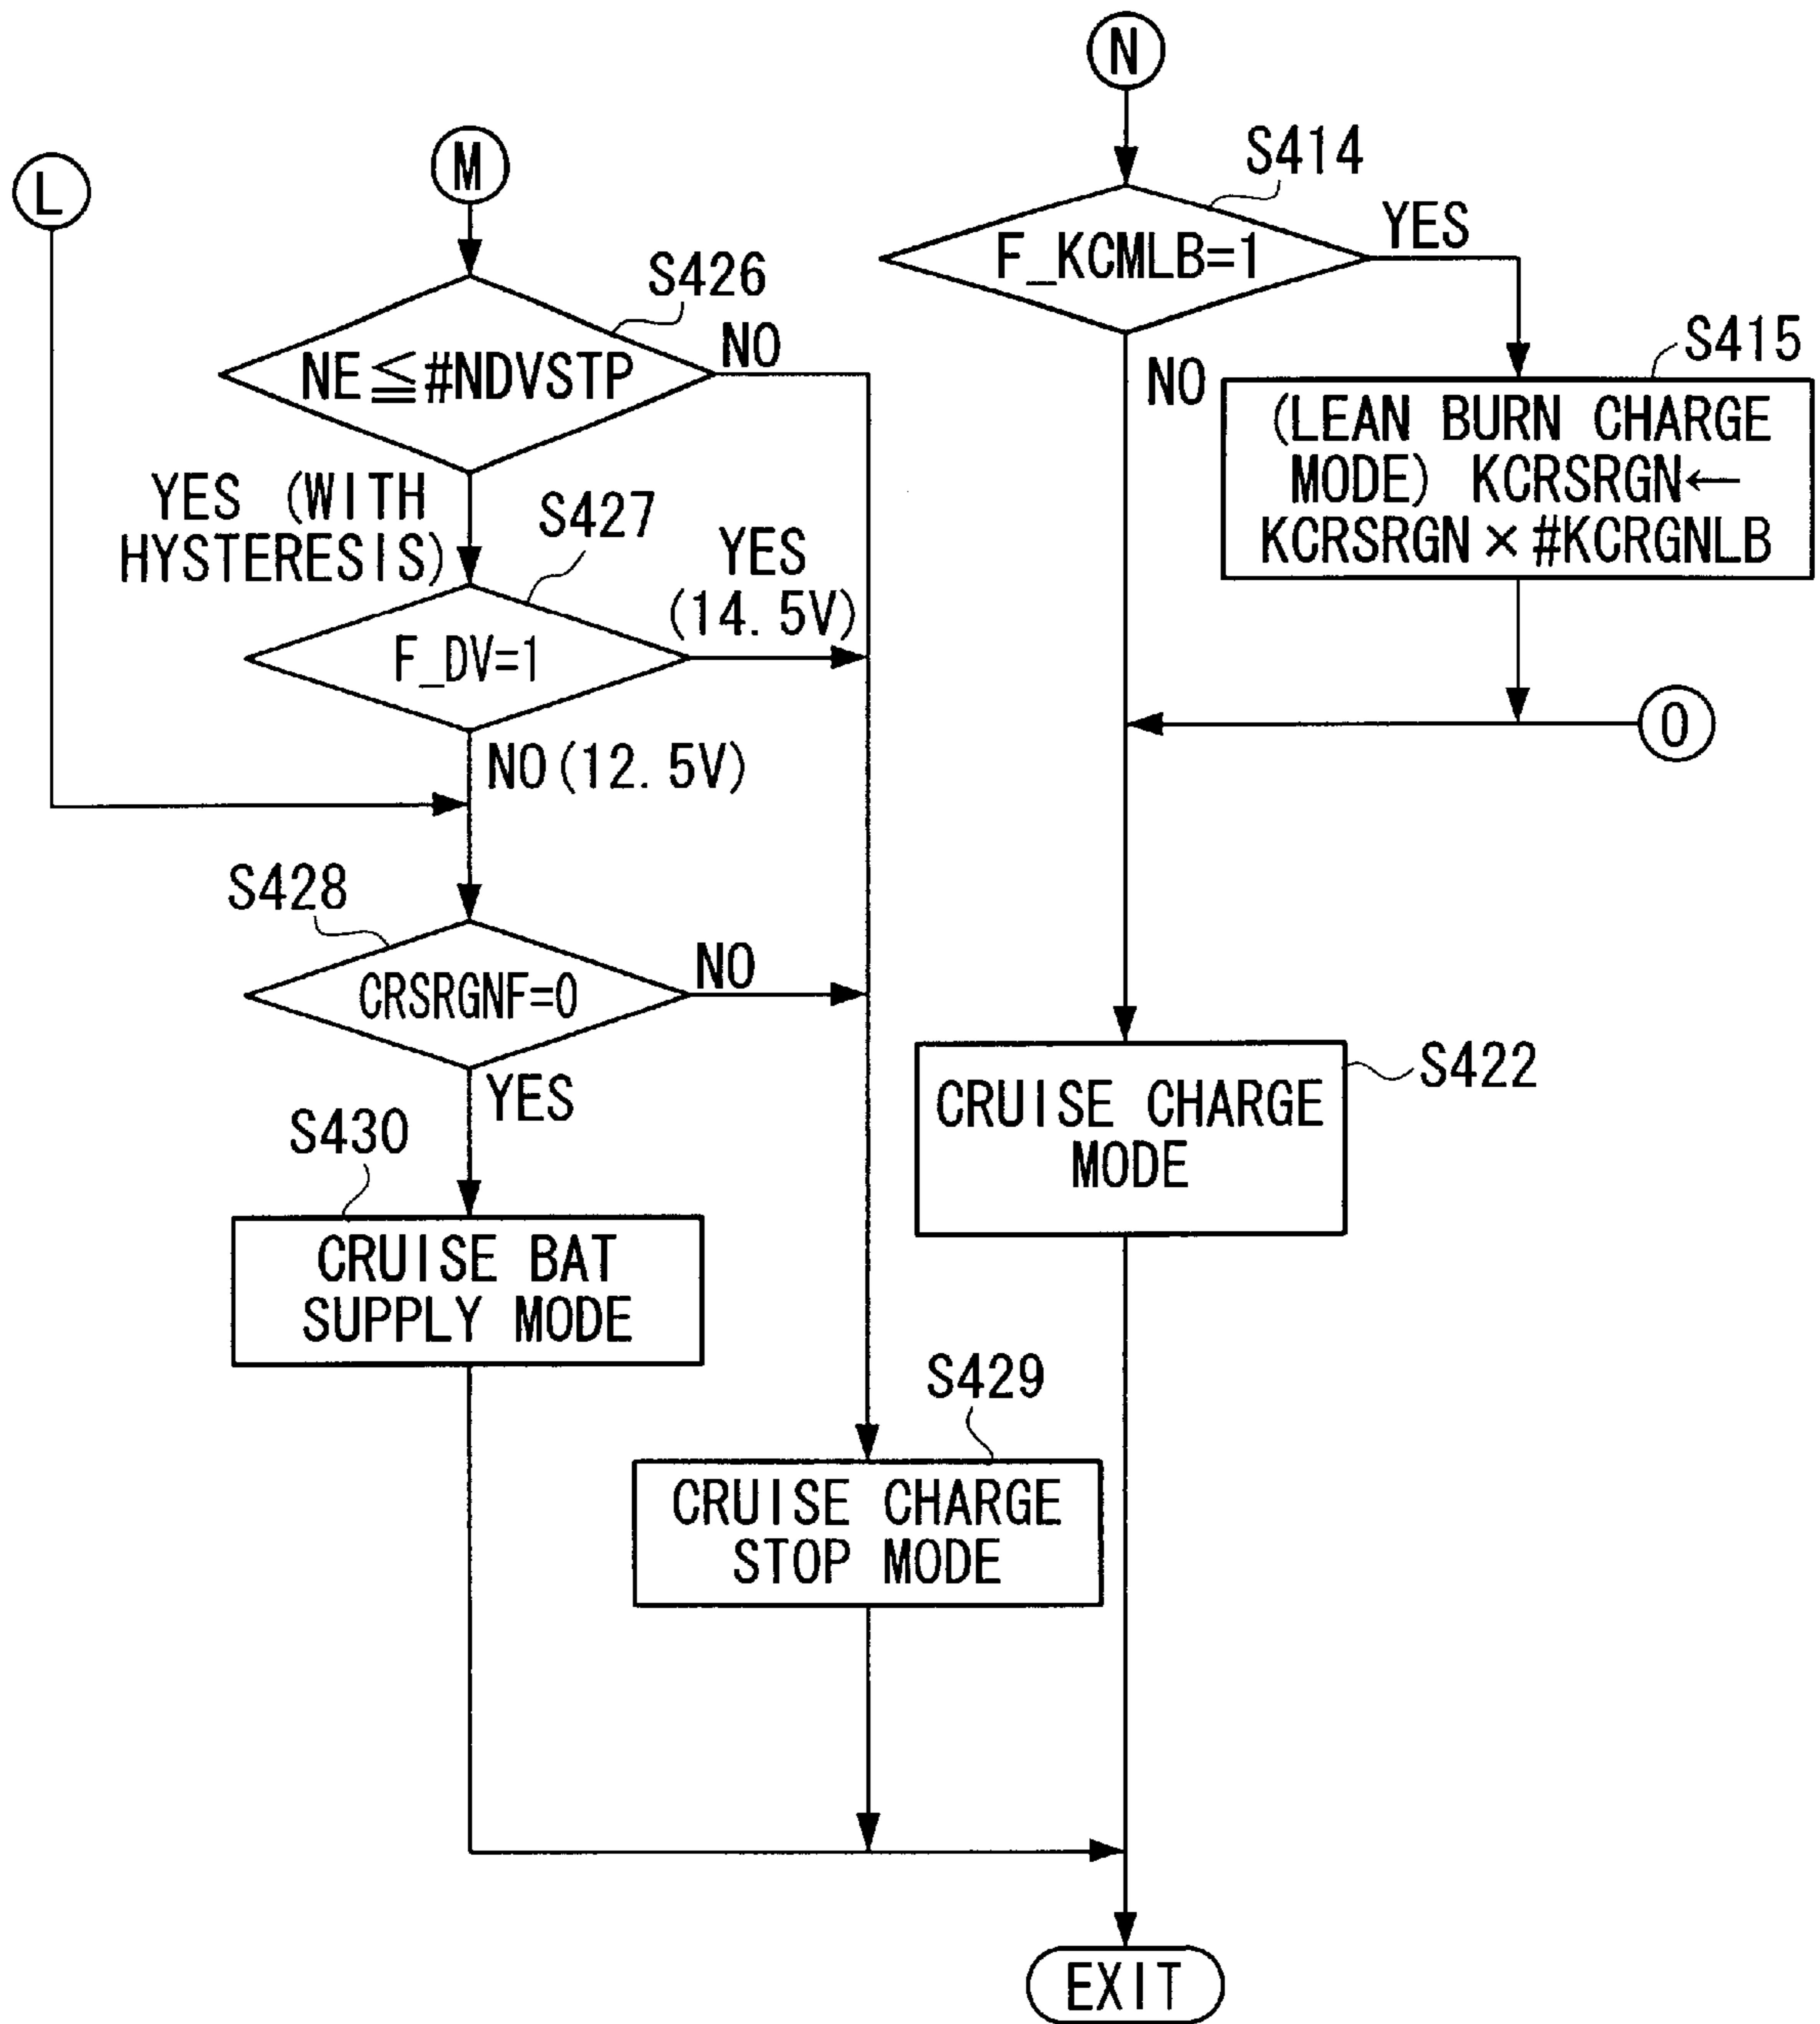 N
S414
M
L
YES
F_KCMLB=1
S426
NO
NE≦#NDVSTP
S415
NO
(LEAN BURN CHARGE
MODE) KCRSRGN←
KCRSRGN×#KCRGNLB
YES (WITH
HYSTERESIS)
S427
YES
(14.5V)
F_DV=1
O
NO(12.5V)
S428
NO
CRSRGNF=0
S422
CRUISE CHARGE
MODE
YES
S430
CRUISE BAT
SUPPLY MODE
S429
CRUISE CHARGE
STOP MODE
EXIT